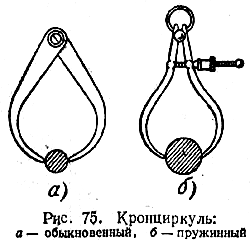 а) б)
Рис. 75. Кронциркуль:
а — обыкновенный, б — пружинный